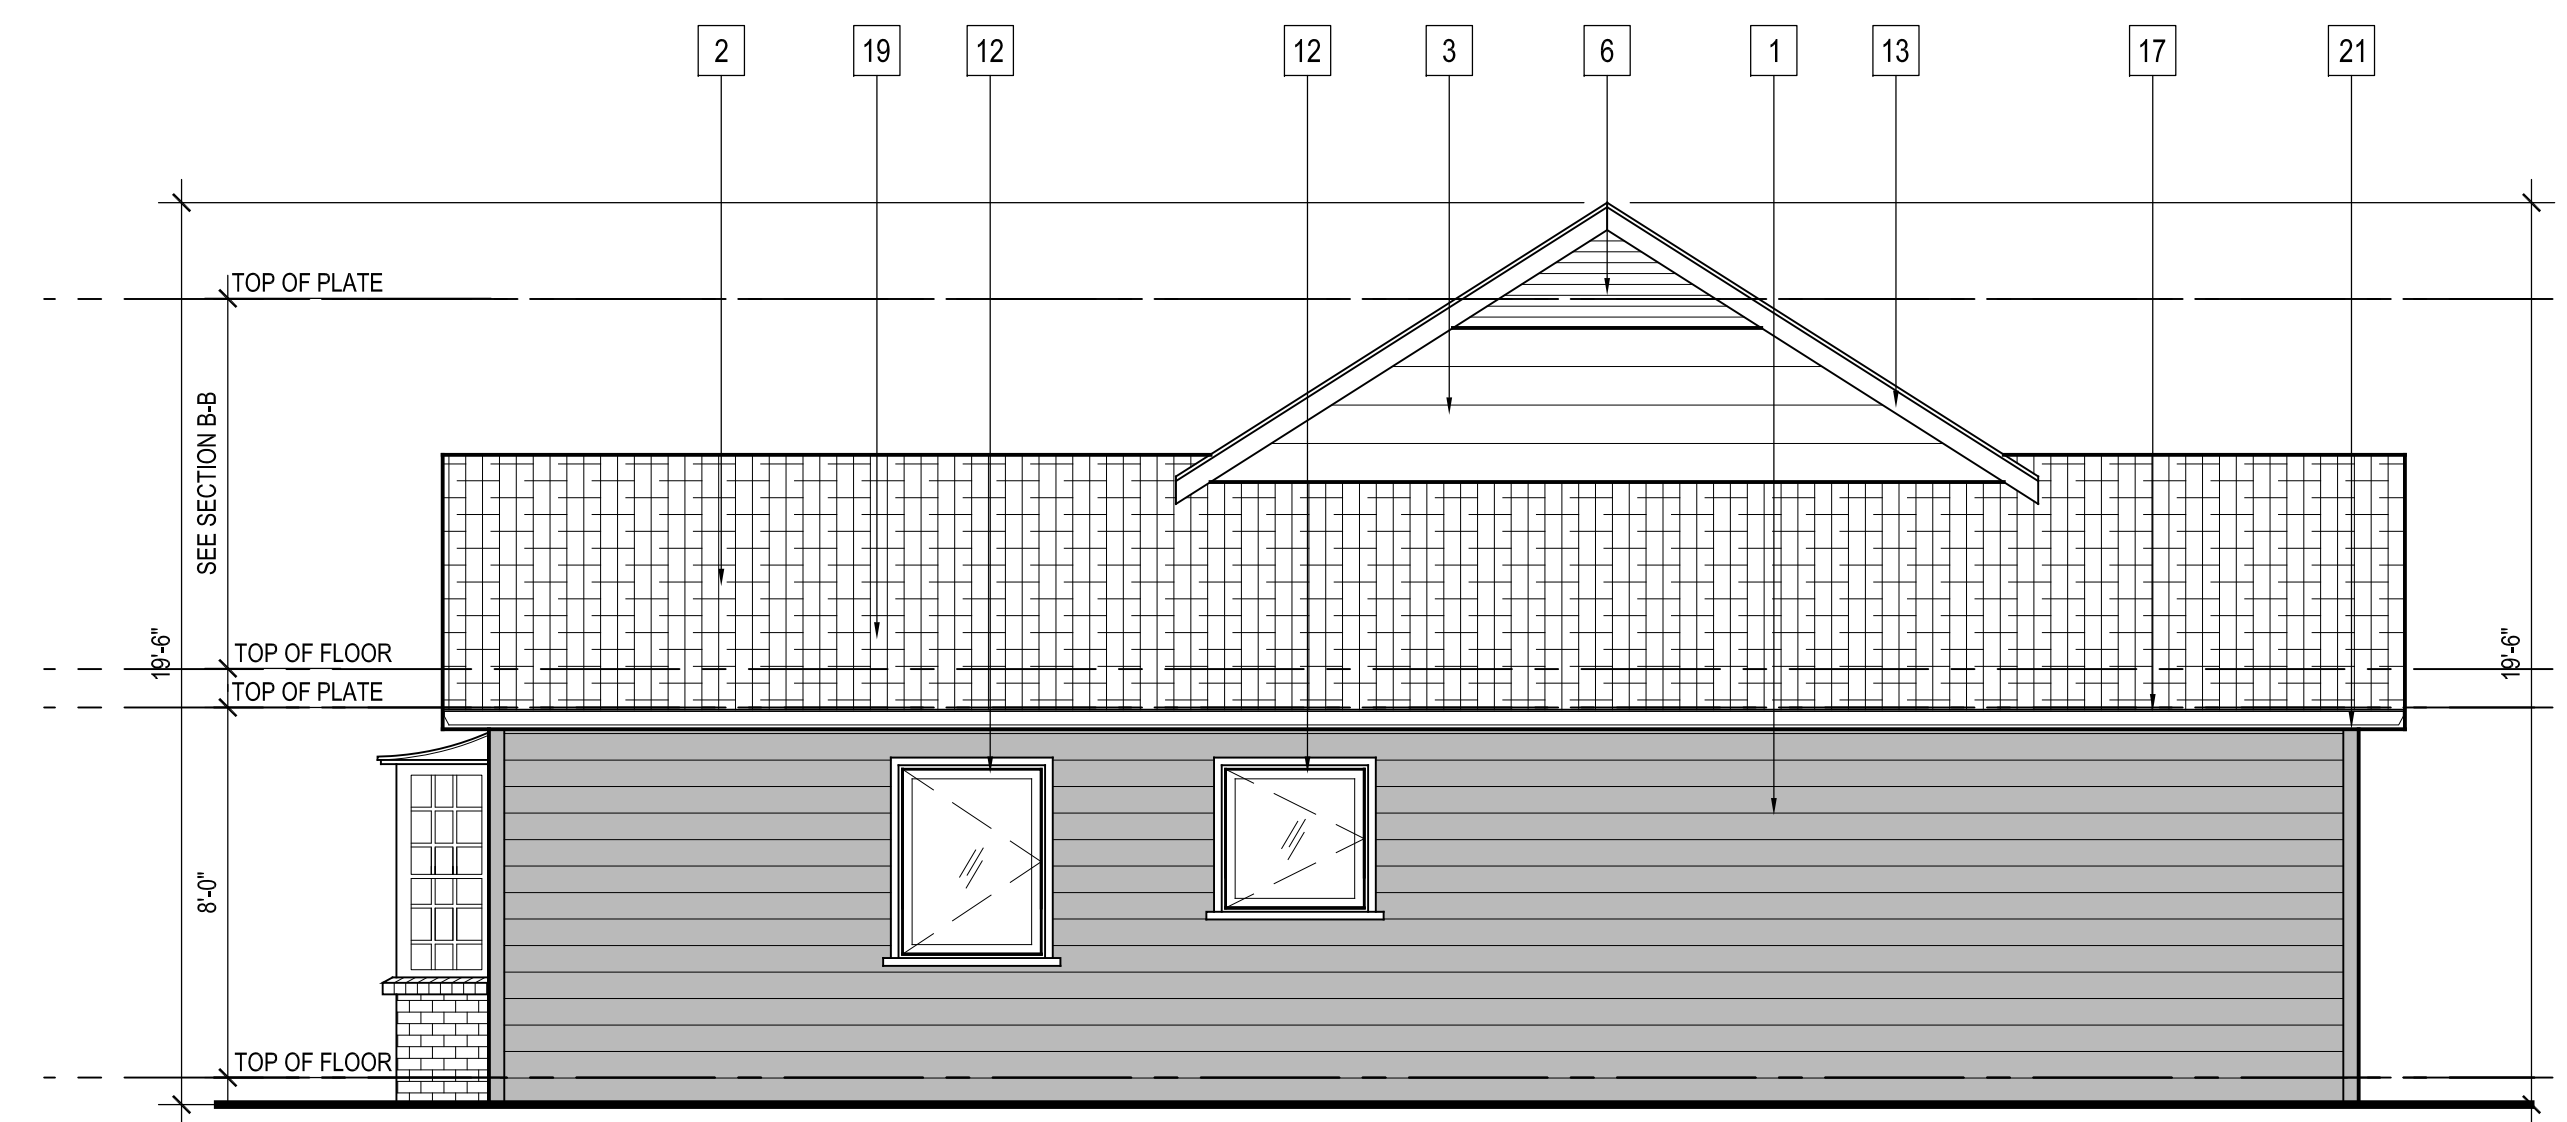 2
19
12
12
3
6
1
13
17
21
TOP OF PLATE
SEE SECTION B-B
19'-6"
19'-6"
TOP OF FLOOR
TOP OF PLATE
8'-0"
TOP OF FLOOR